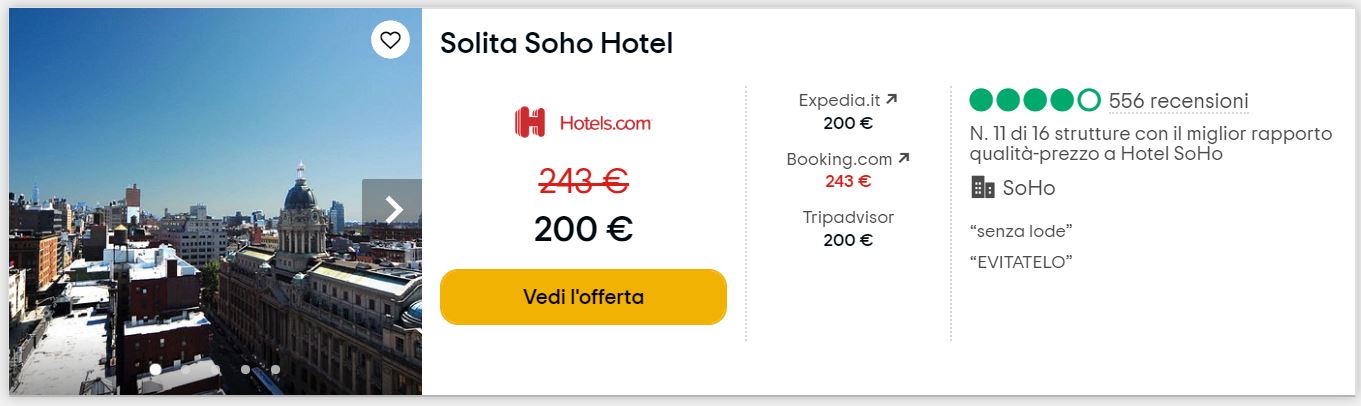 Solita Soho Hotel
Hotels.com
243 €
200 €
Vedi l'offerta
Expedia.it
200 €
Booking.com
243 €
Tripadvisor
200 €
556 recensioni
N. 11 di 16 strutture con il miglior rapporto
qualità-prezzo a Hotel SoHo
SoHo
“senza lode”
“EVITATELO”